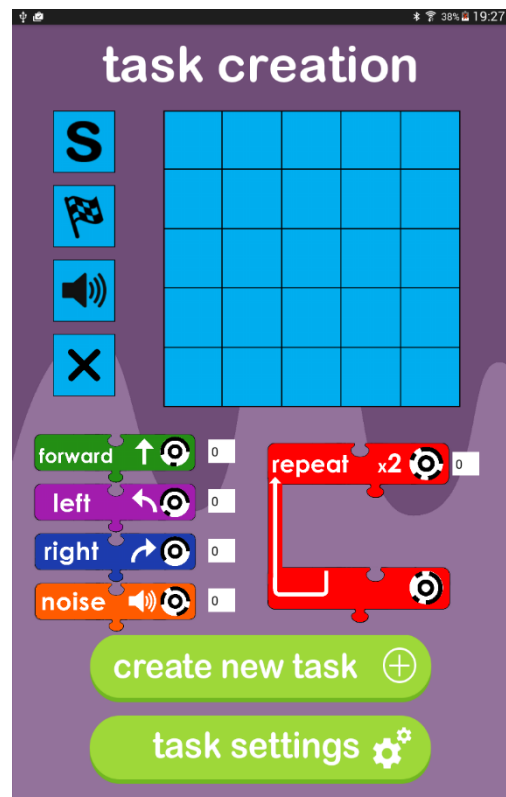 38% 19:27
task creation
S
forward 0
left 0
right 0
noise 0
repeat x2 0
create new task
task settings